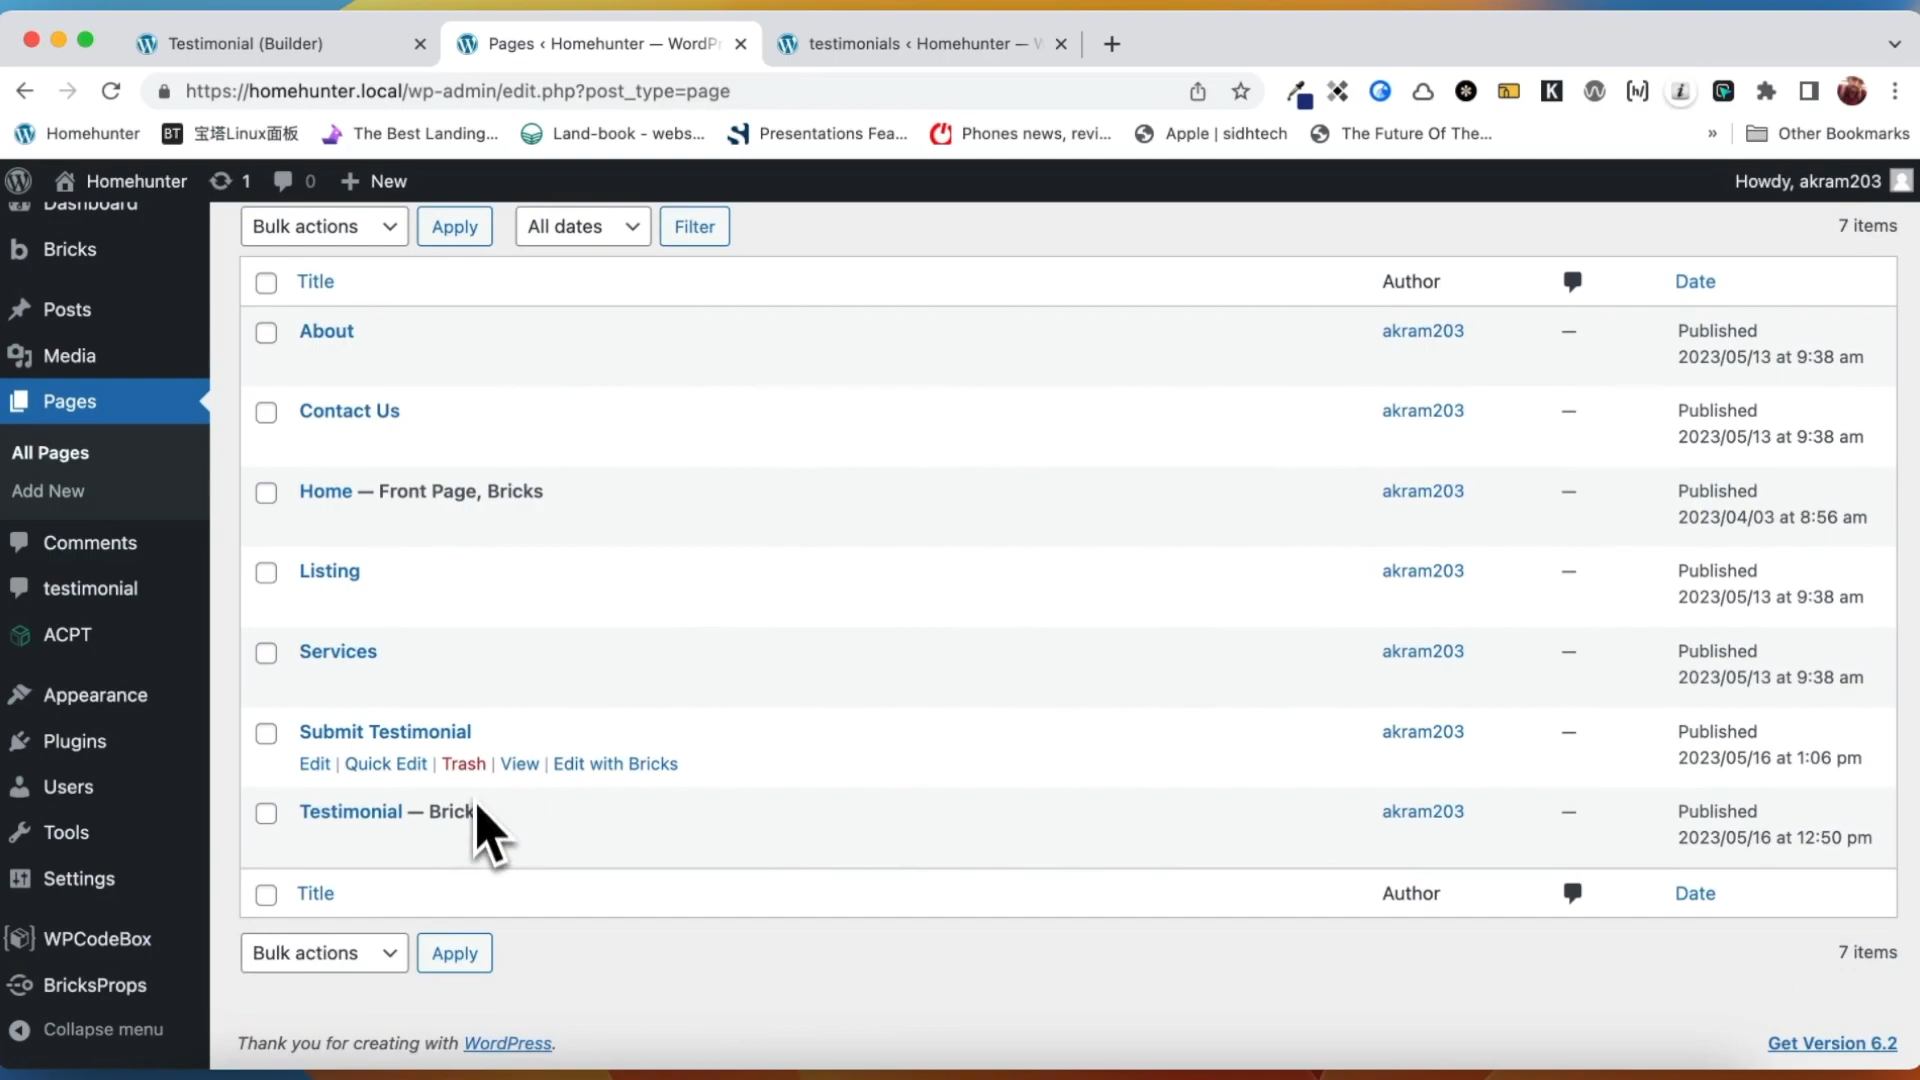 Testimonial (Builder)
Pages ‹ Homehunter — WordPr
testimonials ‹ Homehunter — W
https://homehunter.local/wp-admin/edit.php?post_type=page
Homehunter
BT 宝塔Linux面板
The Best Landing...
Land-book - webs...
Presentations Fea...
Phones news, revi...
Apple | sidhtech
The Future Of The...
» Other Bookmarks
Homehunter 1 0 + New
Howdy, akram203
Dashboard
Bricks
Posts
Media
Pages
All Pages
Add New
Comments
testimonial
ACPT
Appearance
Plugins
Users
Tools
Settings
WPCodeBox
BricksProps
Collapse menu
Bulk actions Apply All dates Filter 7 items
Title Author Date
About akram203 — Published
2023/05/13 at 9:38 am
Contact Us akram203 — Published
2023/05/13 at 9:38 am
Home — Front Page, Bricks akram203 — Published
2023/04/03 at 8:56 am
Listing akram203 — Published
2023/05/13 at 9:38 am
Services akram203 — Published
2023/05/13 at 9:38 am
Submit Testimonial akram203 — Published
Edit | Quick Edit | Trash | View | Edit with Bricks 2023/05/16 at 1:06 pm
Testimonial — Brick akram203 — Published
2023/05/16 at 12:50 pm
Title Author Date
Bulk actions Apply 7 items
Thank you for creating with WordPress.
Get Version 6.2